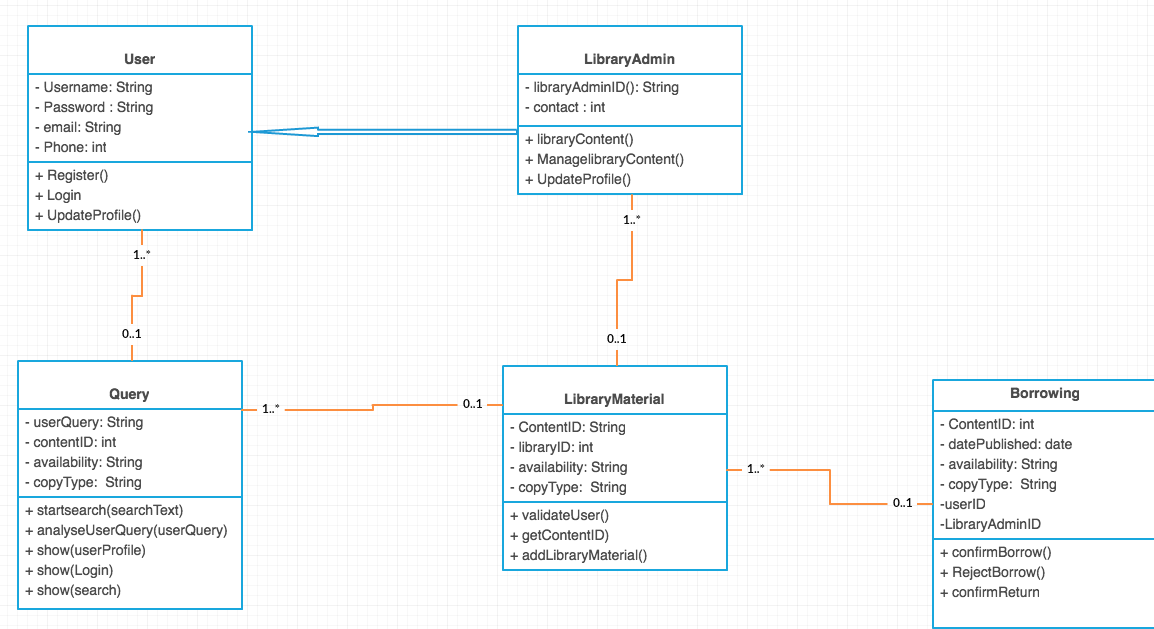 User
- Username: String
- Password : String
- email: String
- Phone: int
+ Register()
+ Login
+ UpdateProfile()
LibraryAdmin
- libraryAdminID(): String
- contact : int
+ libraryContent()
+ ManagelibraryContent()
+ UpdateProfile()
1..*
0..1
1..*
0..1
Query
- userQuery: String
- contentID: int
- availability: String
- copyType:  String
+ startsearch(searchText)
+ analyseUserQuery(userQuery)
+ show(userProfile)
+ show(Login)
+ show(search)
1..*
0..1
LibraryMaterial
- ContentID: String
- libraryID: int
- availability: String
- copyType:  String
+ validateUser()
+ getContentID)
+ addLibraryMaterial()
1..*
0..1
Borrowing
- ContentID: int
- datePublished: date
- availability: String
- copyType:  String
-userID
-LibraryAdminID
+ confirmBorrow()
+ RejectBorrow()
+ confirmReturn